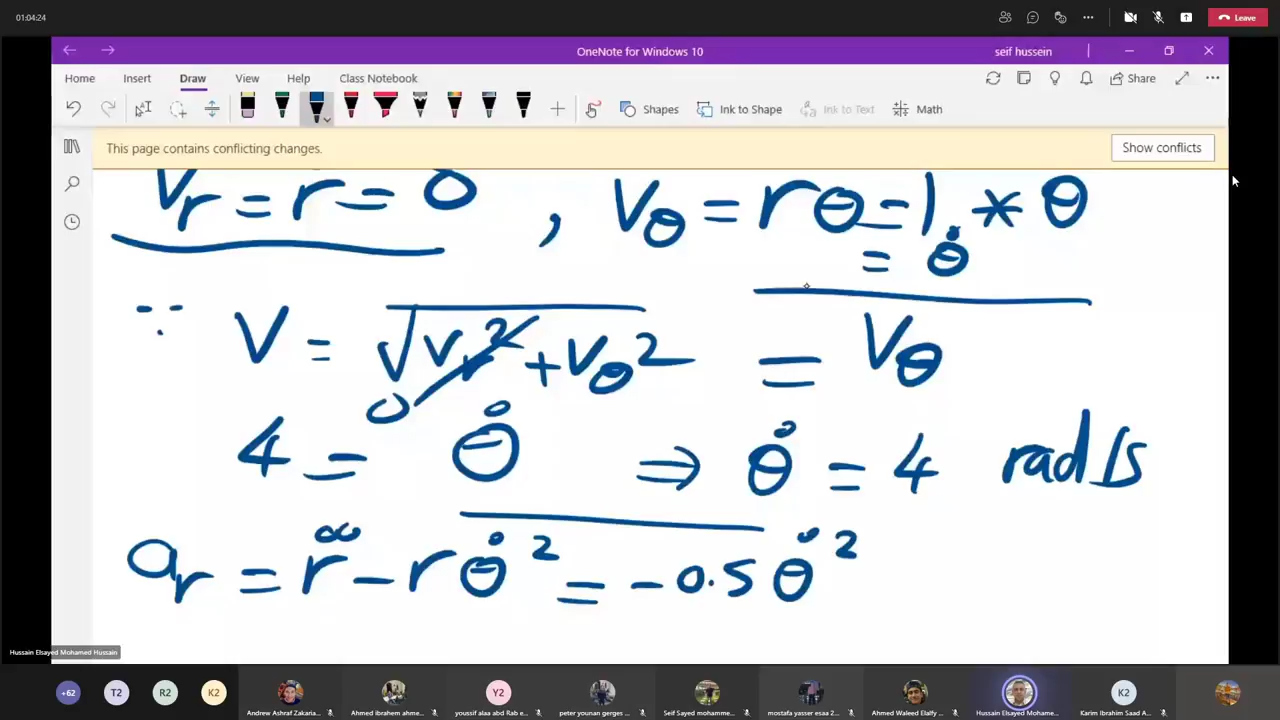 01:04:24
Leave
OneNote for Windows 10
seif hussein
Home Insert Draw View Help Class Notebook
Share
Shapes Ink to Shape Ink to Text Math
This page contains conflicting changes.
Show conflicts
Vr = r = 0 , Vθ = rθ = 1 * θ
= θ̇
∵ V = √Vr² + Vθ² = Vθ
0
4 = θ̇ ⇒ θ̇ = 4 rad/s
ar = r̈ - rθ̇² = -0.5 θ̇²
Hussain Elsayed Mohamed Hussain
+62 T2 R2 K2 Y2 K2
Andrew Ashraf Zakaria... Ahmed ibrahem ahme... youssif alaa abd Rab e... peter younan gerges ... Seif Sayed mohamme... mostafa yasser esaa 2... Ahmed Waleed Elalfy ... Hussain Elsayed Mohame... Karim Ibrahim Saad A...